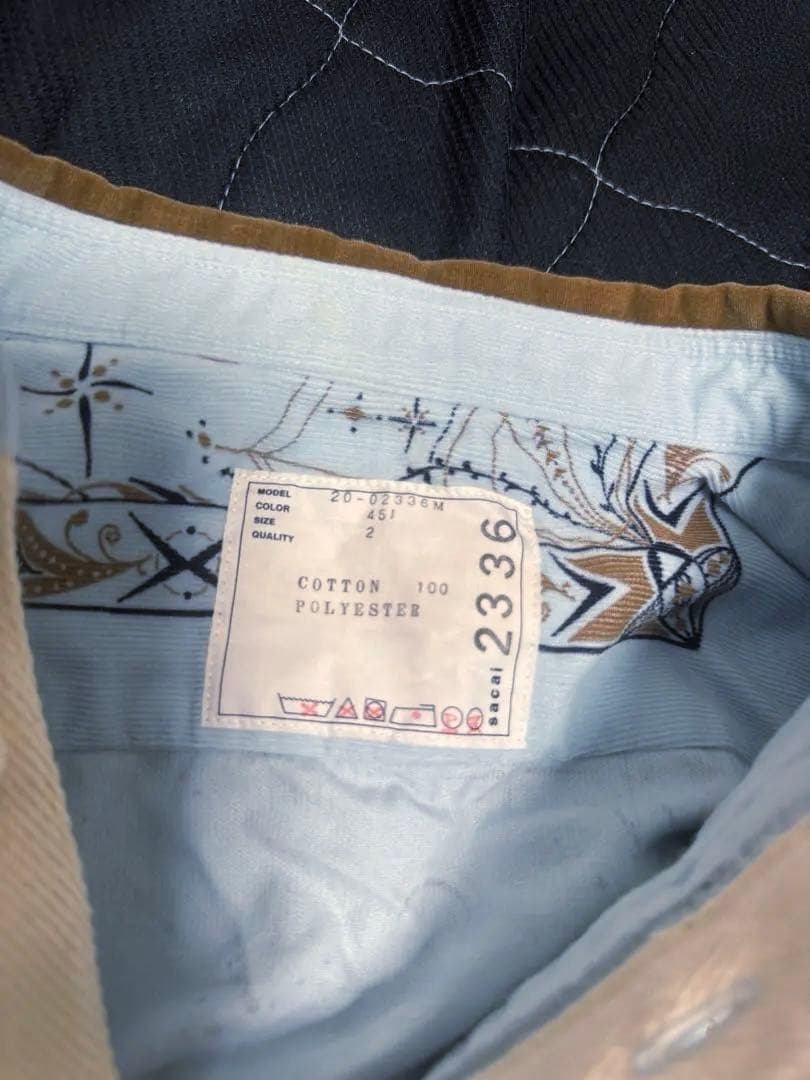 MODEL 20-02336M
COLOR 451
SIZE 2
QUALITY
COTTON 100
POLYESTER
sacai 2336